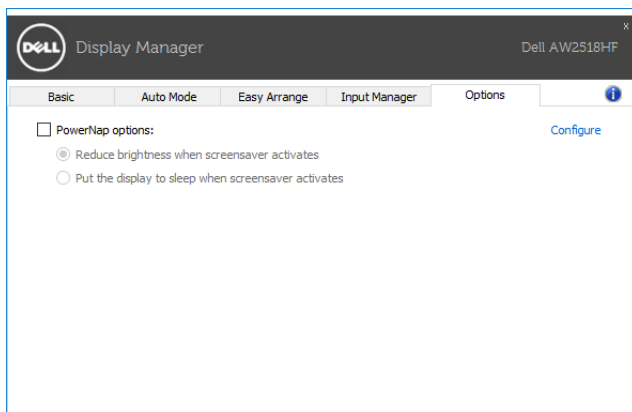 DELL Display Manager Dell AW2518HF
x
Basic Auto Mode Easy Arrange Input Manager Options i
PowerNap options: Configure
Reduce brightness when screensaver activates
Put the display to sleep when screensaver activates